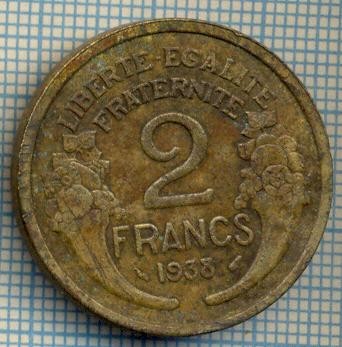 LIBERTE·EGALITE
FRATERNITE
2
FRANCS
1938